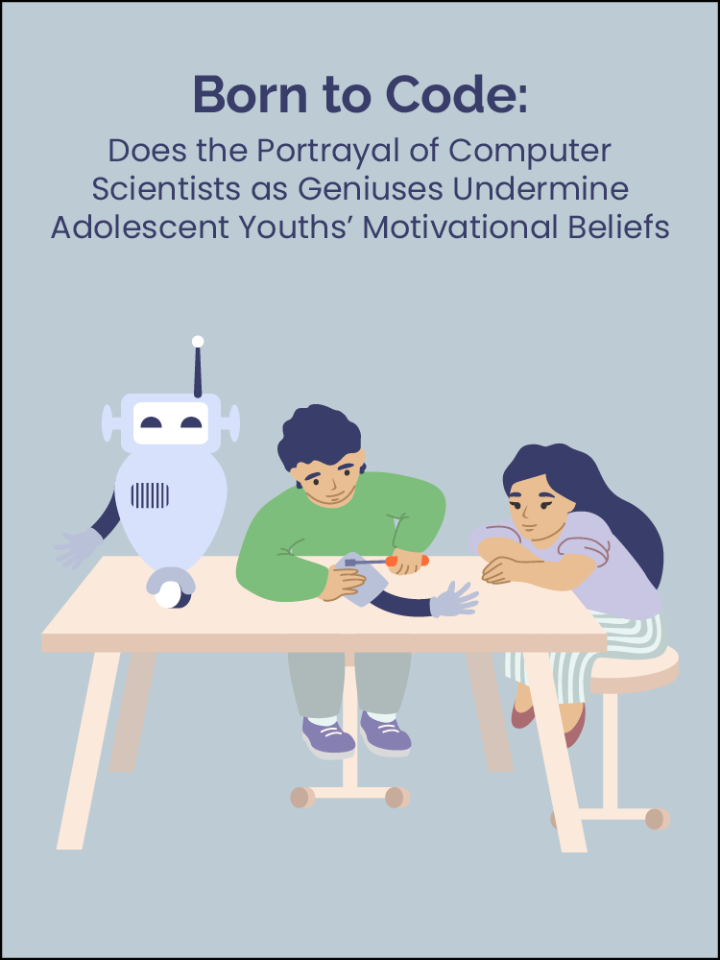 Born to Code:
Does the Portrayal of Computer
Scientists as Geniuses Undermine
Adolescent Youths’ Motivational Beliefs